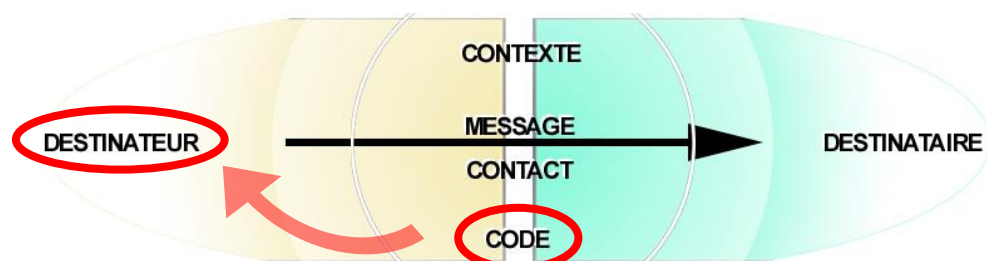 CONTEXTE
DESTINATEUR
MESSAGE
DESTINATAIRE
CONTACT
CODE